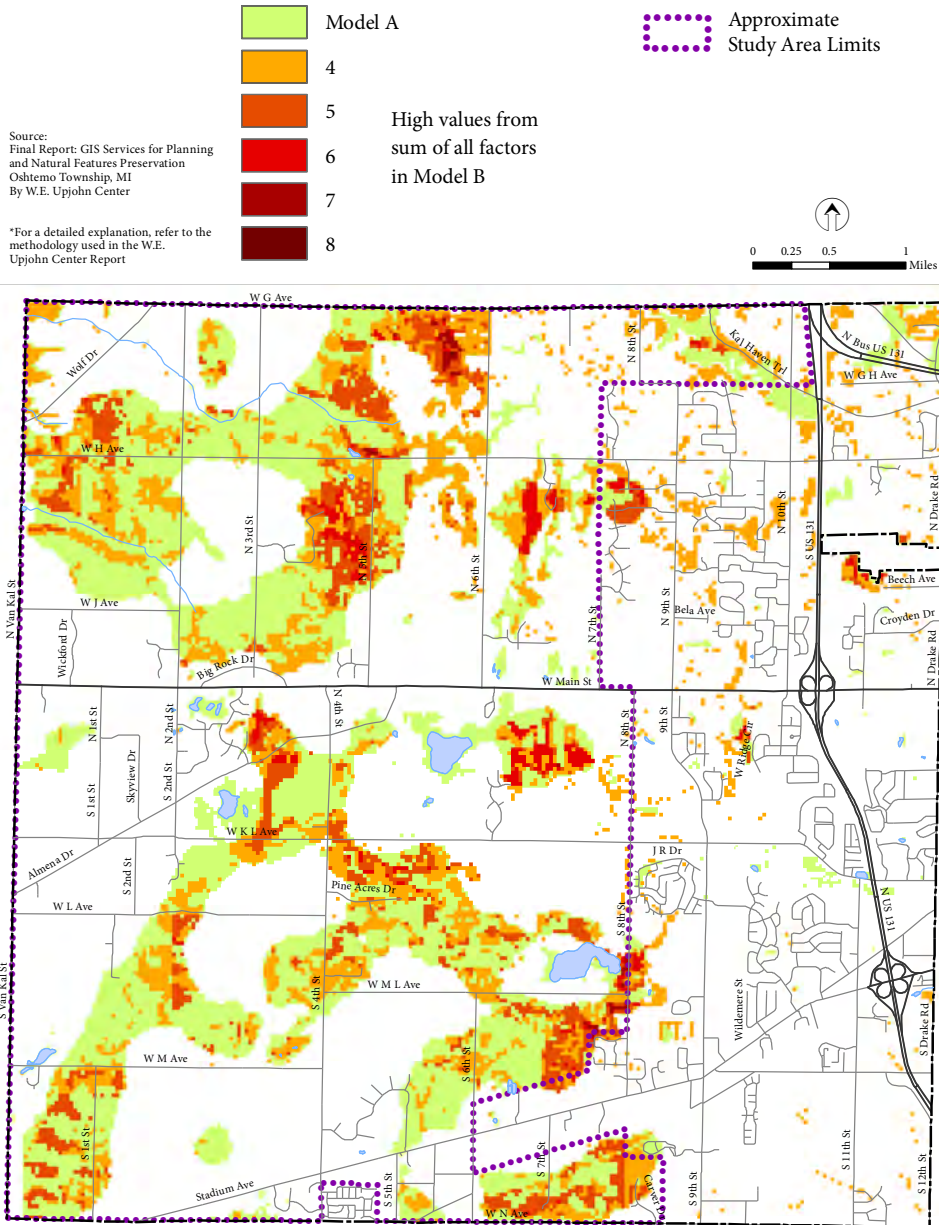 Model A
4
5
6
7
8
High values from
sum of all factors
in Model B
Approximate
Study Area Limits
Source:
Final Report: GIS Services for Planning
and Natural Features Preservation
Oshtemo Township, MI
By W.E. Upjohn Center
*For a detailed explanation, refer to the
methodology used in the W.E.
Upjohn Center Report
0 0.25 0.5 1
Miles
W G Ave
Wolf Dr
N 8th St
Kal Haven Trl
N Bus US 131
W G H Ave
W H Ave
N 3rd St
N 5th St
N 6th St
N 10th St
S US 131
N Drake Rd
Beech Ave
N Van Kal St
W J Ave
Wickford Dr
Big Rock Dr
N 7th St
N 9th St
Bela Ave
Croyden Dr
N Drake Rd
W Main St
N 1st St
N 2nd St
N 4th St
N 8th St
9th St
W Ridge Cir
S 1st St
Skyview Dr
S 2nd St
W K L Ave
Almena Dr
S 2nd St
Pine Acres Dr
J R Dr
W L Ave
S 8th St
N US 131
S Van Kal St
S 4th St
W M L Ave
Wildemere St
S Drake Rd
W M Ave
S 6th St
S 1st St
S 7th St
S 11th St
S 12th St
Stadium Ave
S 5th St
W N Ave
S 9th St